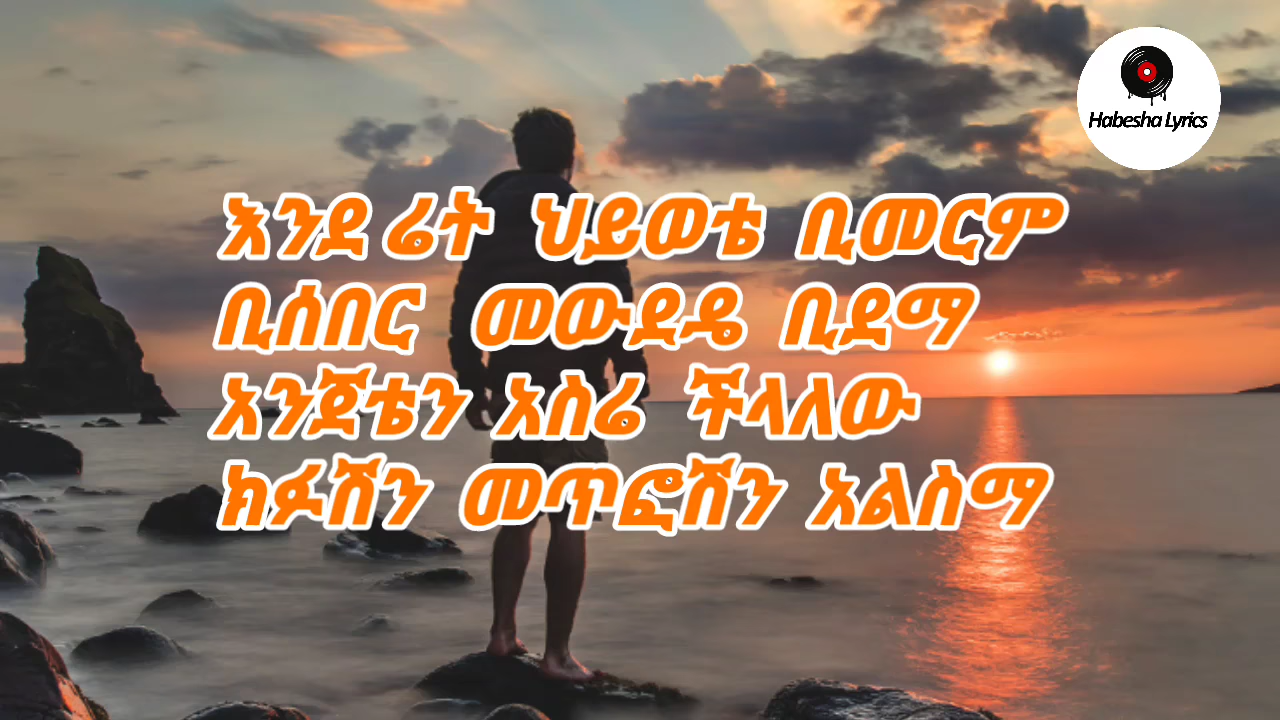 Habesha Lyrics
እንደ ሬት ህይወቴ ቢመርም
ቢሰበር መውደዴ ቢደማ
አንጀቴን አስሬ ችላለው
ክፉሽን መጥፎሽን አልስማ